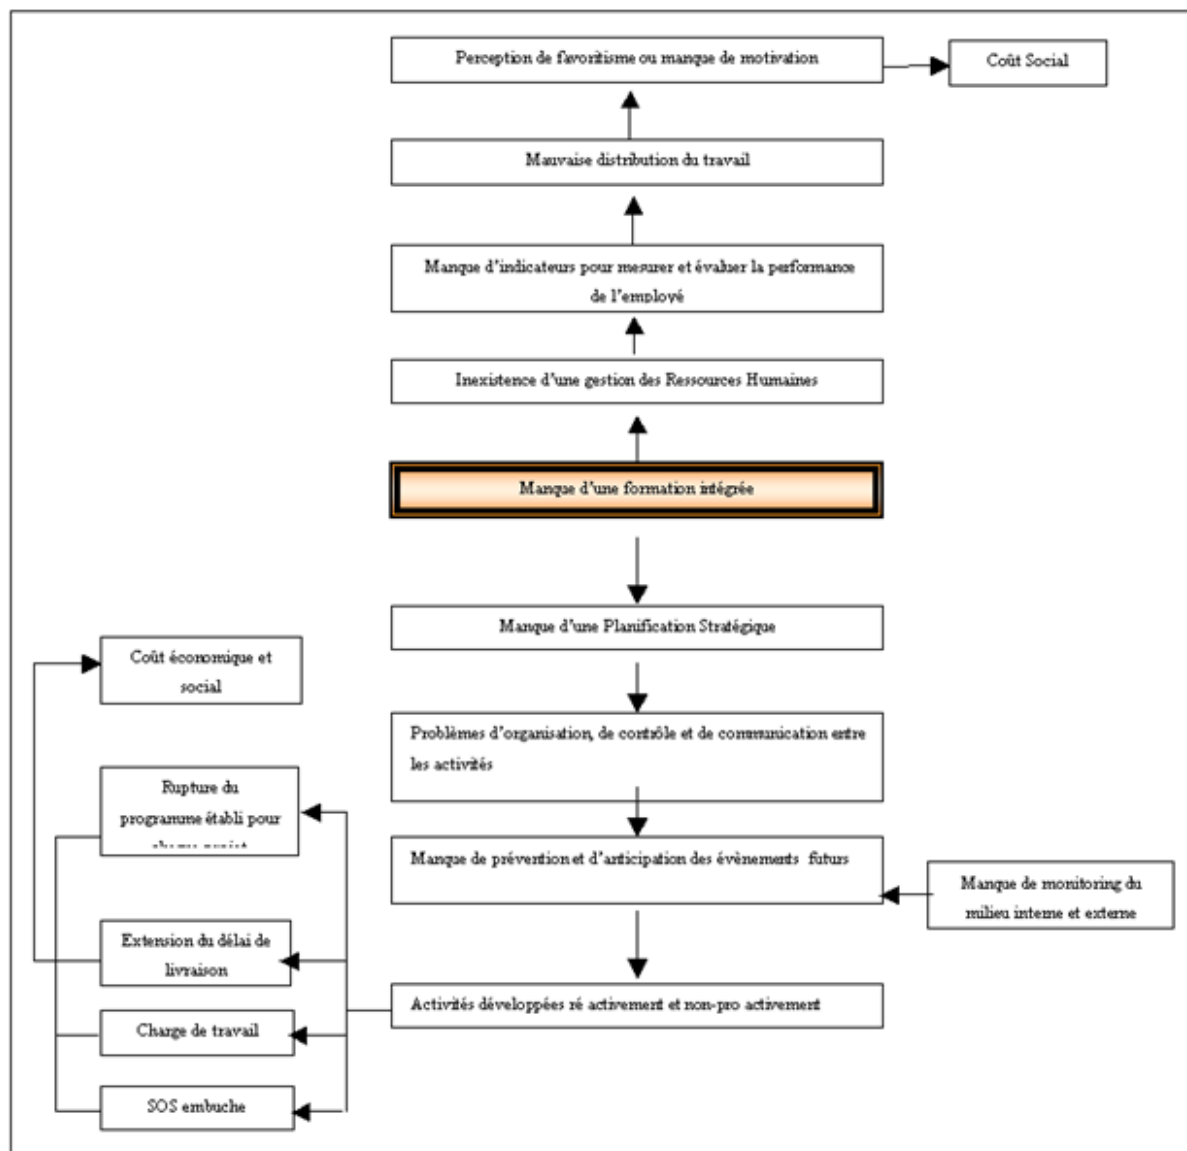 Perception de favoritisme ou manque de motivation
Coût Social
Mauvaise distribution du travail
Manque d'indicateurs pour mesurer et évaluer la performance
de l'employé
Inexistence d'une gestion des Ressources Humaines
Manque d'une formation intégrée
Manque d'une Planification Stratégique
Coût économique et
social
Problèmes d'organisation, de contrôle et de communication entre
les activités
Rupture du
programme établi pour
Manque de prévention et d'anticipation des évènements futurs
Manque de monitoring du
milieu interne et externe
Extension du délai de
livraison
Activités développées ré activement et non-pro activement
Charge de travail
SOS embuche